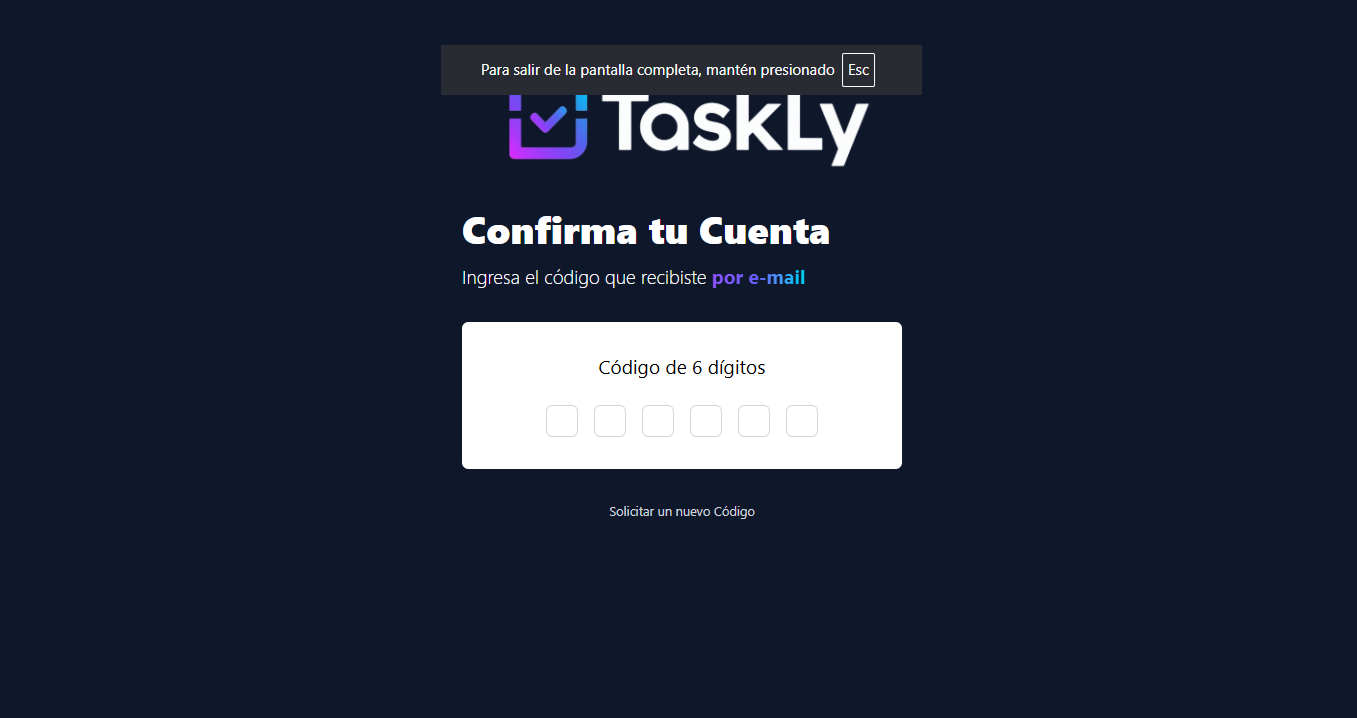 Para salir de la pantalla completa, mantén presionado Esc
TaskLy
Confirma tu Cuenta
Ingresa el código que recibiste por e-mail
Código de 6 dígitos
Solicitar un nuevo Código